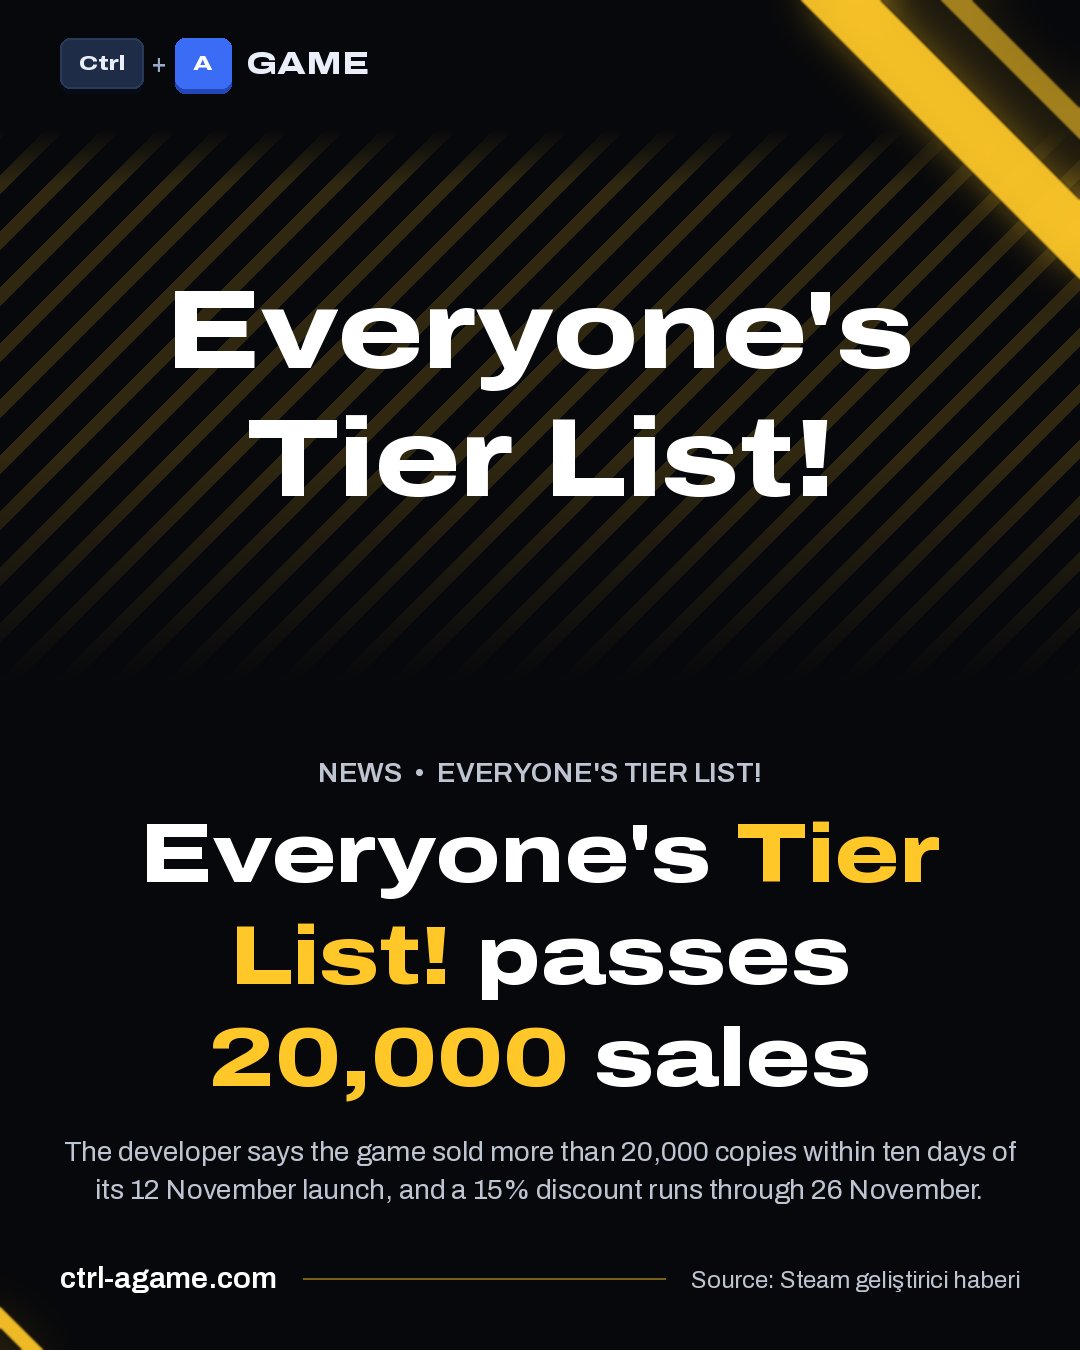 Ctrl + A GAME
Everyone's
Tier List!
NEWS • EVERYONE'S TIER LIST!
Everyone's Tier
List! passes
20,000 sales
The developer says the game sold more than 20,000 copies within ten days of
its 12 November launch, and a 15% discount runs through 26 November.
ctrl-agame.com
Source: Steam geliştirici haberi